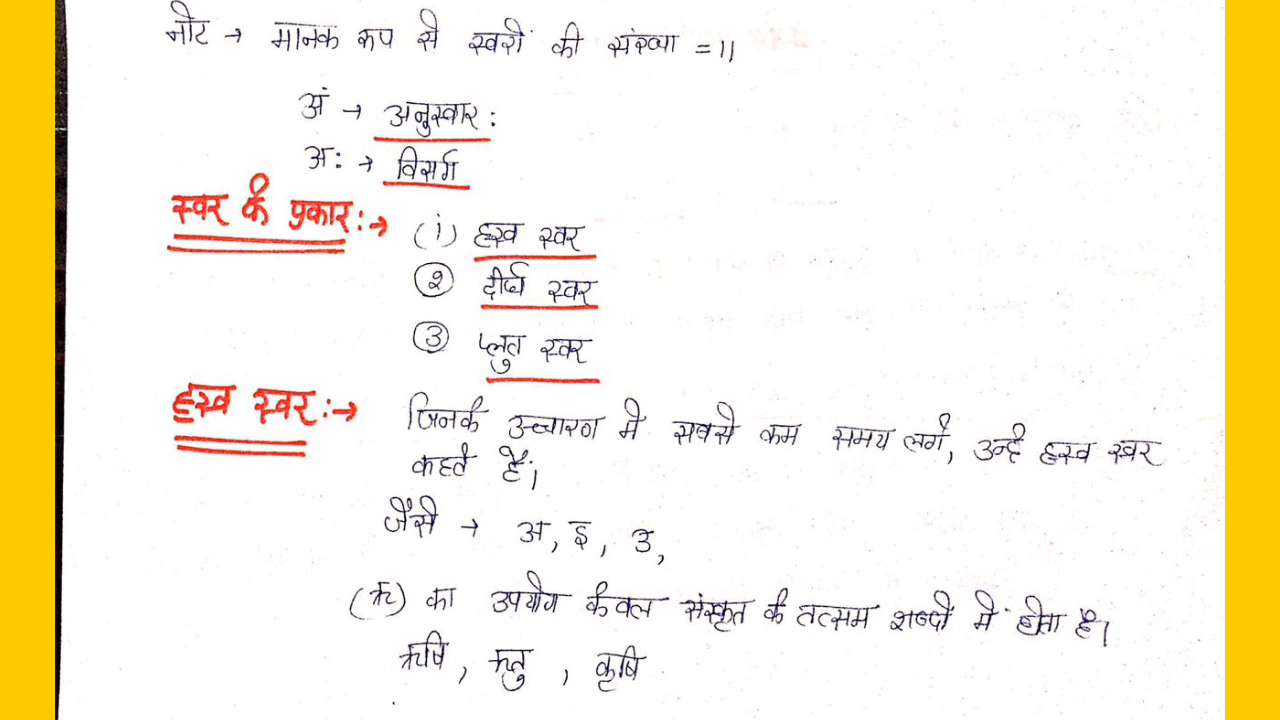 नोट → मानक रूप से स्वरों की संख्या = 11
अं → अनुस्वार :
अः → विसर्ग
स्वर के प्रकार :→ (i) ह्रस्व स्वर
② दीर्घ स्वर
③ प्लुत स्वर
ह्रस्व स्वर :→ जिनके उच्चारण में सबसे कम समय लगे, उन्हे ह्रस्व स्वर
कहते हैं।
जैसे → अ, इ, उ,
(ऋ) का उपयोग केवल संस्कृत के तत्सम शब्दों में होता है।
ऋषि, ऋतु, कृषि